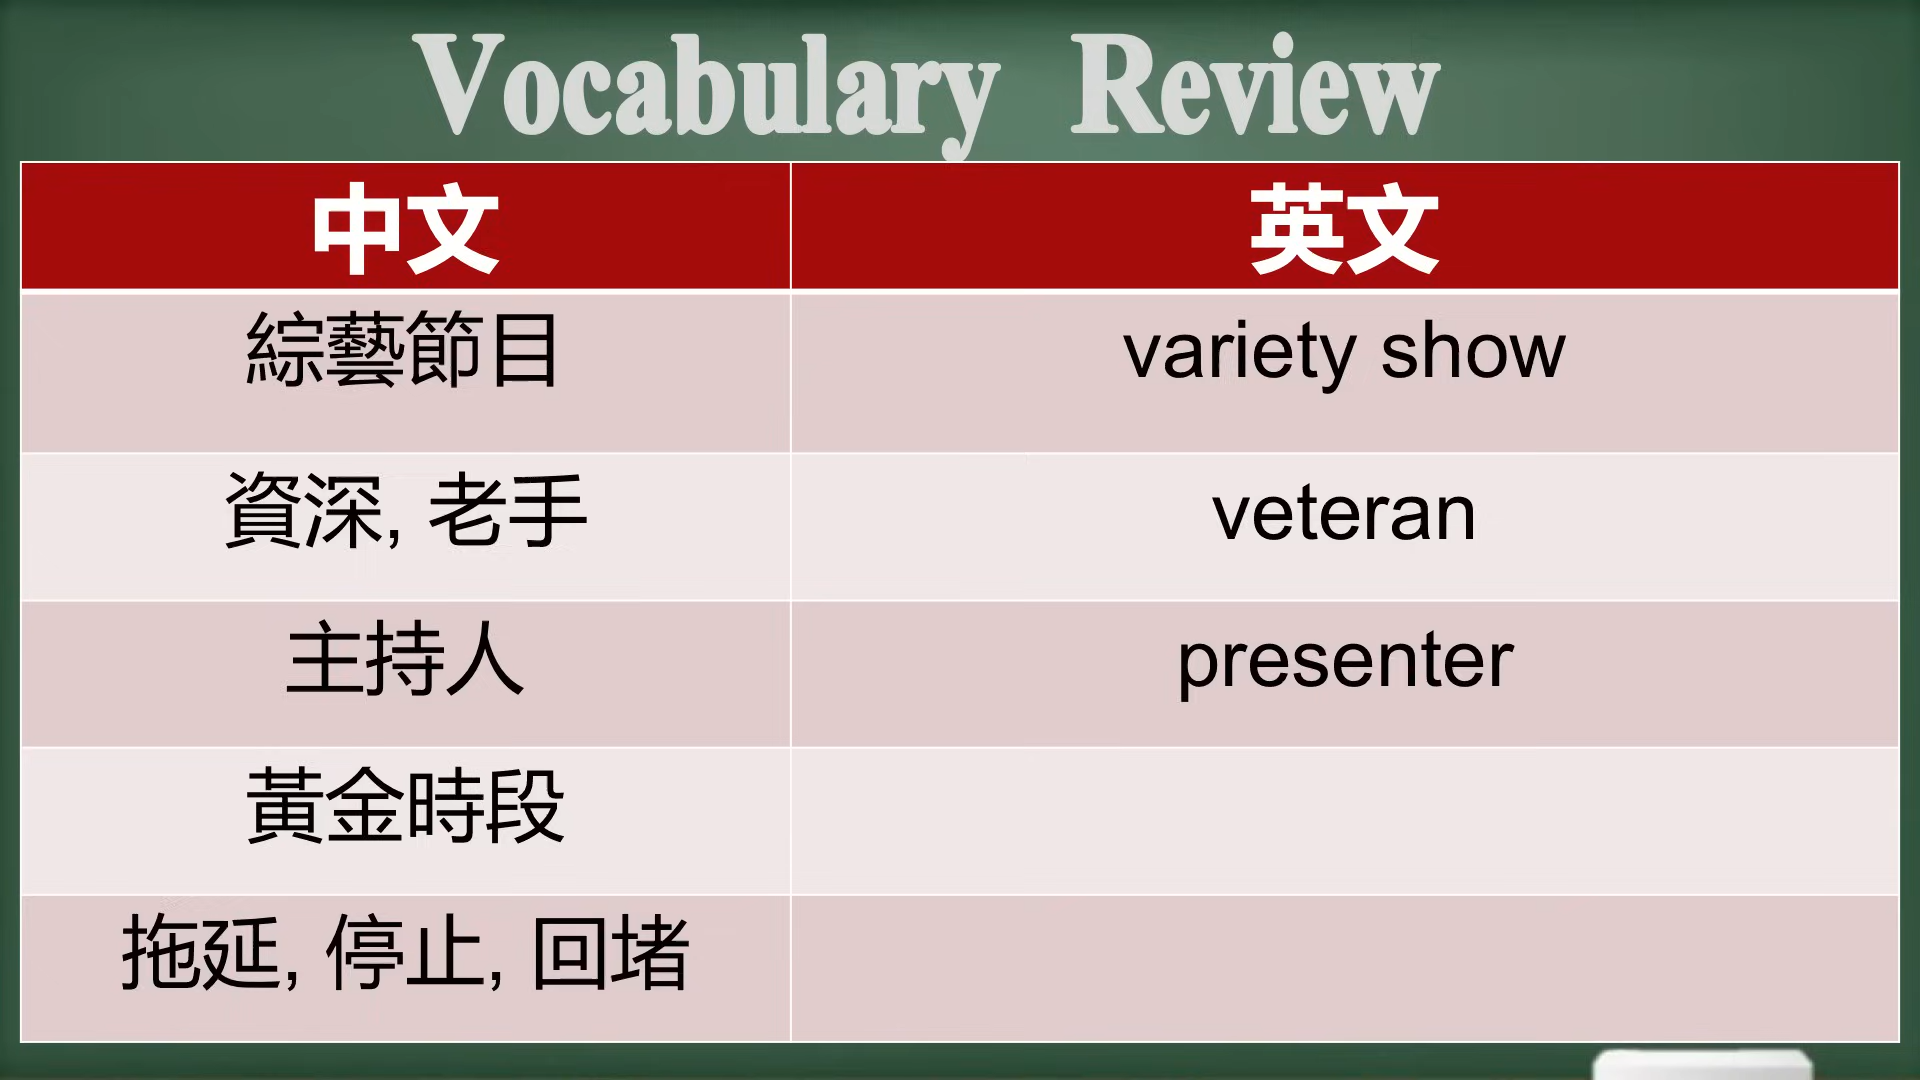 Vocabulary Review
中文
英文
綜藝節目
variety show
資深, 老手
veteran
主持人
presenter
黃金時段
拖延, 停止, 回堵